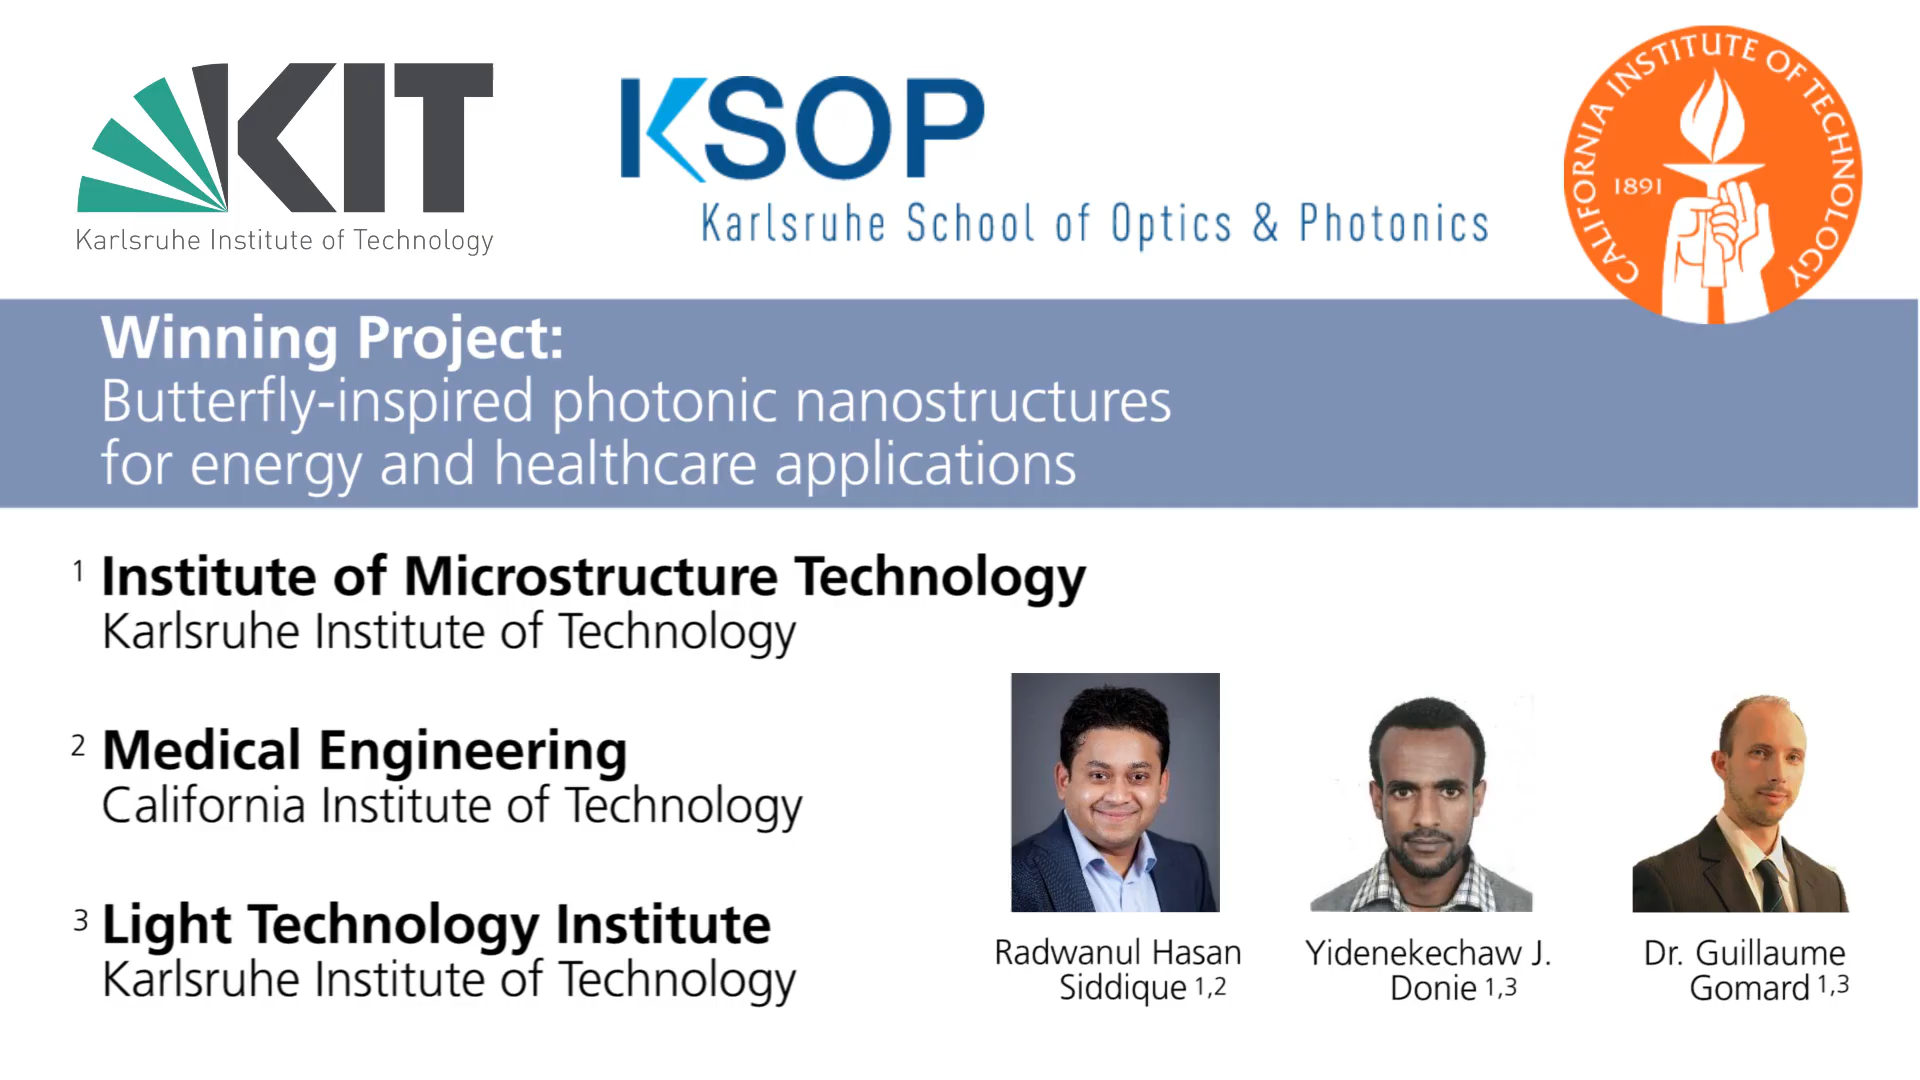 KIT
Karlsruhe Institute of Technology
KSOP
Karlsruhe School of Optics & Photonics
CALIFORNIA INSTITUTE OF TECHNOLOGY
1891
Winning Project:
Butterfly-inspired photonic nanostructures
for energy and healthcare applications
1 Institute of Microstructure Technology
Karlsruhe Institute of Technology
2 Medical Engineering
California Institute of Technology
3 Light Technology Institute
Karlsruhe Institute of Technology
Radwanul Hasan
Siddique 1,2
Yidenekechaw J.
Donie 1,3
Dr. Guillaume
Gomard 1,3